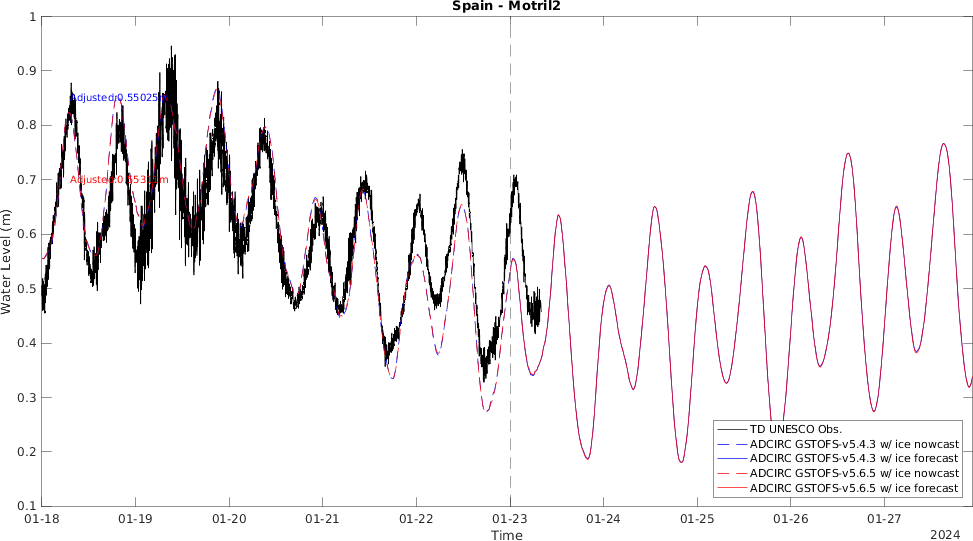 Spain - Motril2
1
0.9
0.8
0.7
0.6
0.5
0.4
0.3
0.2
0.1
Water Level (m)
Adjusted:0.55025m
TD UNESCO Obs.
ADCIRC GSTOFS-v5.4.3 w/ ice nowcast
ADCIRC GSTOFS-v5.4.3 w/ ice forecast
ADCIRC GSTOFS-v5.6.5 w/ ice nowcast
ADCIRC GSTOFS-v5.6.5 w/ ice forecast
01-18 01-19 01-20 01-21 01-22 01-23 01-24 01-25 01-26 01-27
Time
2024